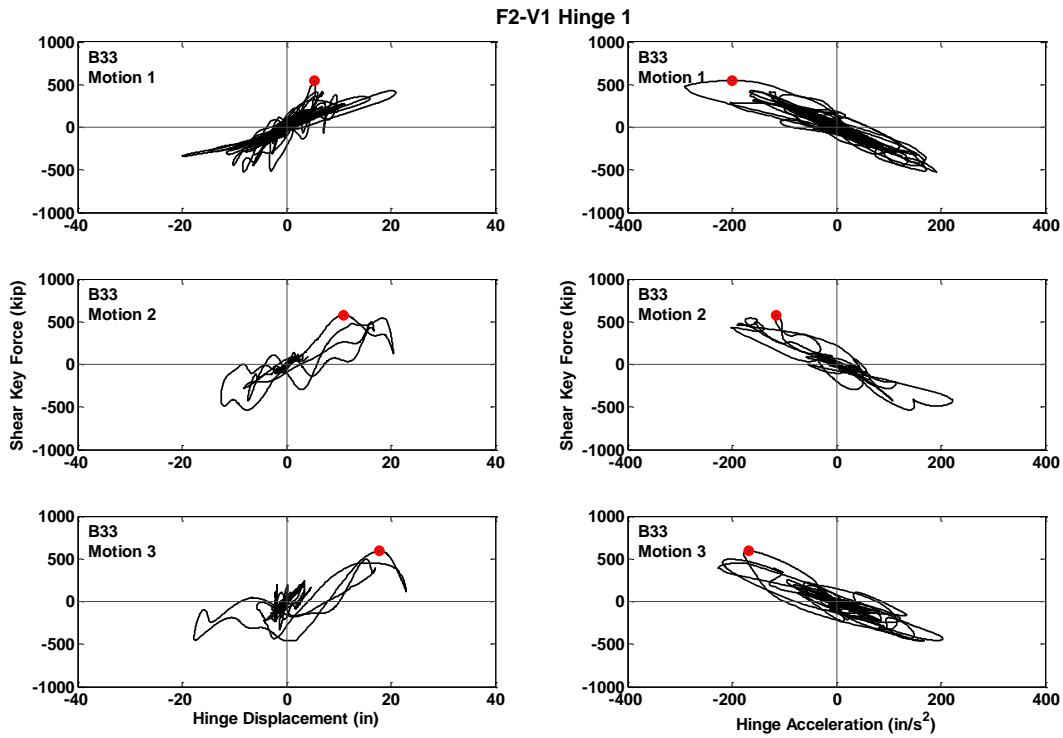 F2-V1 Hinge 1
B33
Motion 1
1000
500
0
-500
-1000
-40 -20 0 20 40
B33
Motion 1
1000
500
0
-500
-1000
-400 -200 0 200 400
Shear Key Force (kip)
B33
Motion 2
1000
500
0
-500
-1000
-40 -20 0 20 40
Shear Key Force (kip)
B33
Motion 2
1000
500
0
-500
-1000
-400 -200 0 200 400
B33
Motion 3
1000
500
0
-500
-1000
-40 -20 0 20 40
Hinge Displacement (in)
B33
Motion 3
1000
500
0
-500
-1000
-400 -200 0 200 400
Hinge Acceleration (in/s²)